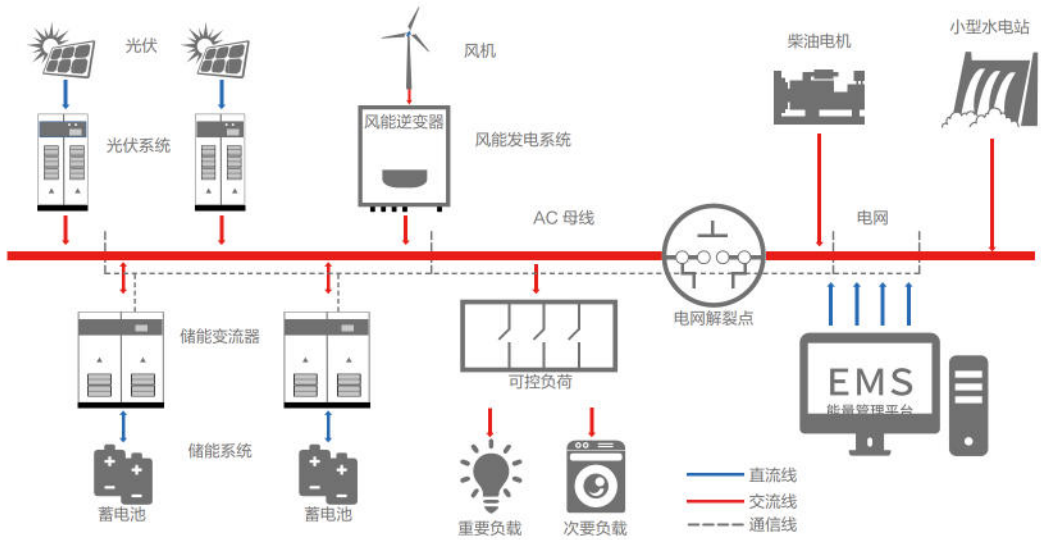 光伏
风机
柴油电机
小型水电站
光伏系统
风能逆变器
风能发电系统
AC 母线
电网
电网解裂点
储能变流器
可控负荷
EMS
能量管理平台
储能系统
蓄电池
蓄电池
重要负载
次要负载
直流线
交流线
通信线